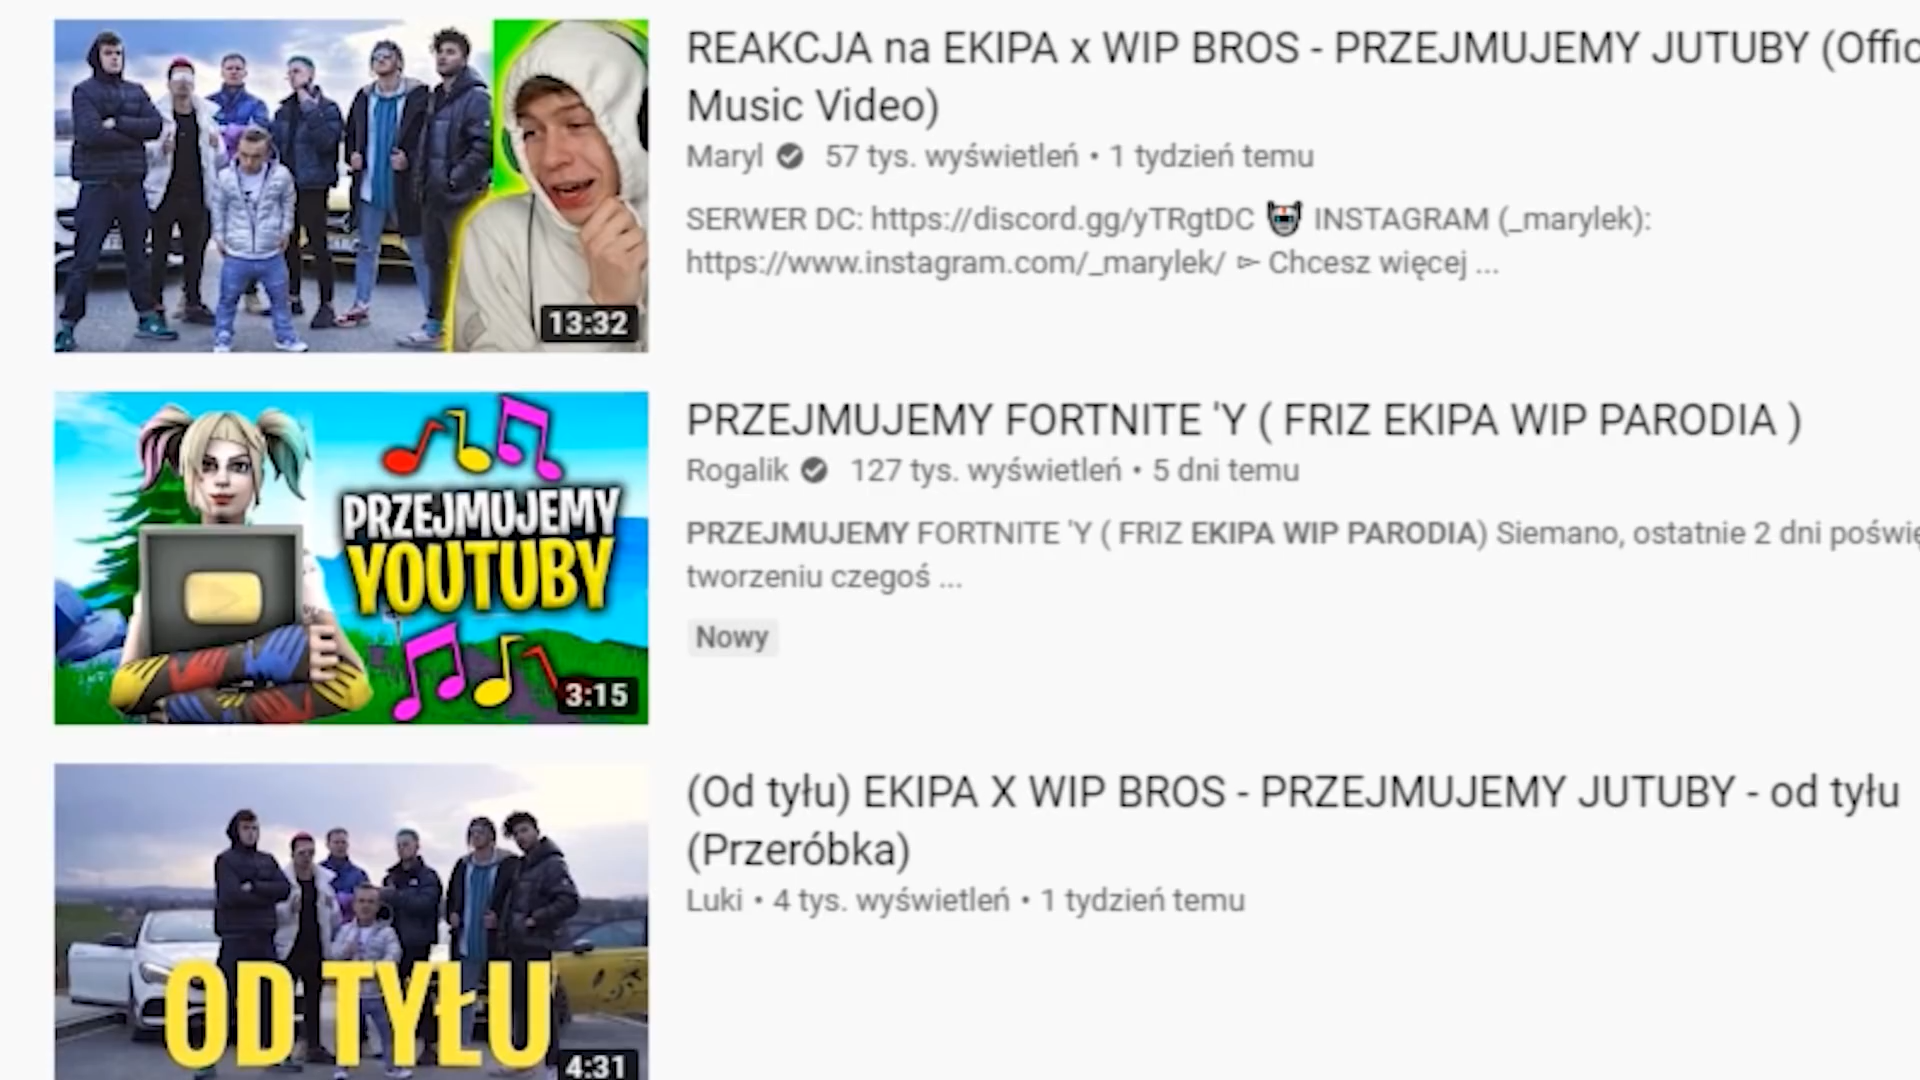 REAKCJA na EKIPA x WIP BROS - PRZEJMUJEMY JUTUBY (Offic
Music Video)
Maryl 57 tys. wyświetleń • 1 tydzień temu
SERWER DC: https://discord.gg/yTRgtDC INSTAGRAM (_marylek):
https://www.instagram.com/_marylek/ ▻ Chcesz więcej ...
13:32
PRZEJMUJEMY FORTNITE 'Y ( FRIZ EKIPA WIP PARODIA )
Rogalik 127 tys. wyświetleń • 5 dni temu
PRZEJMUJEMY FORTNITE 'Y ( FRIZ EKIPA WIP PARODIA) Siemano, ostatnie 2 dni poświę
tworzeniu czegoś ...
Nowy
PRZEJMUJEMY
YOUTUBY
3:15
(Od tyłu) EKIPA X WIP BROS - PRZEJMUJEMY JUTUBY - od tyłu
(Przeróbka)
Luki • 4 tys. wyświetleń • 1 tydzień temu
OD TYŁU
4:31